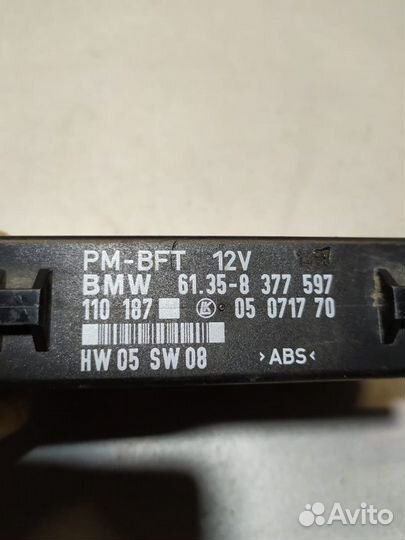 PM-BFT 12V
BMW 61.35-8 377 597
110 187 05 0717 70
HW 05 SW 08 >ABS<
Avito